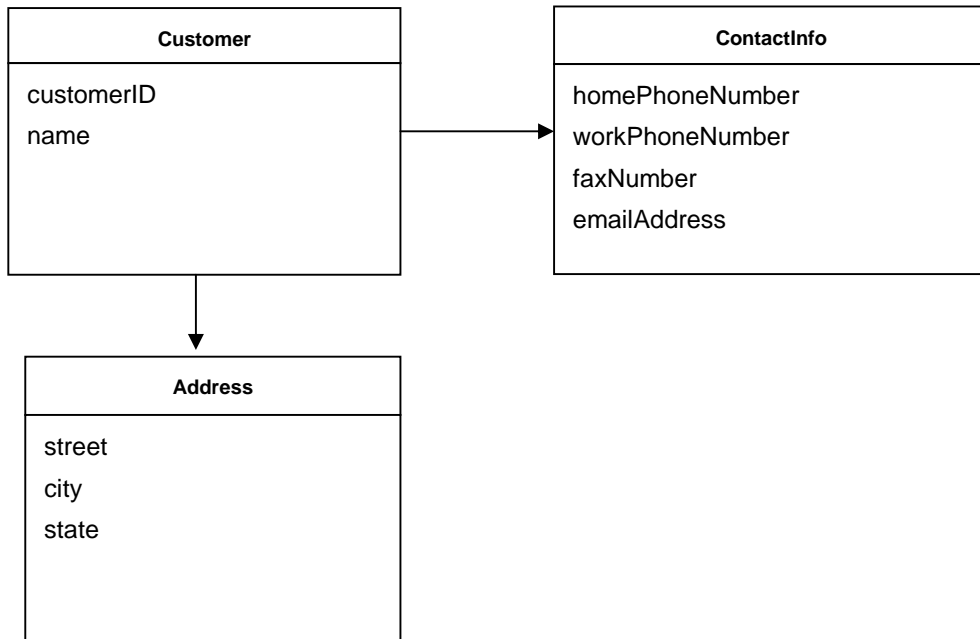 Customer
customerID
name
ContactInfo
homePhoneNumber
workPhoneNumber
faxNumber
emailAddress
Address
street
city
state